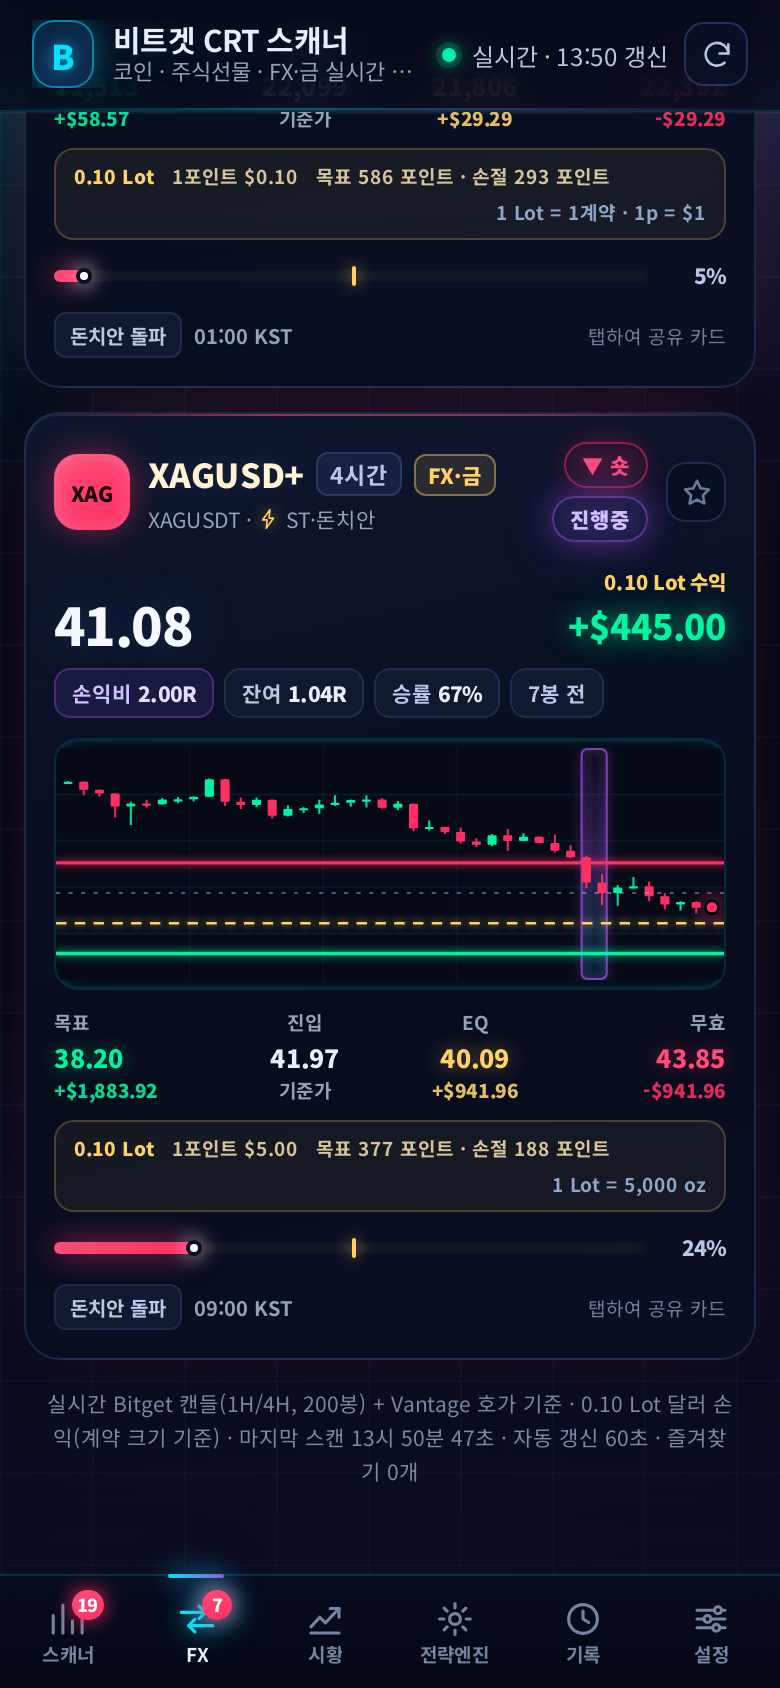 B
비트겟 CRT 스캐너
코인 · 주식선물 · FX·금 실시간 ···
실시간 · 13:50 갱신
21,513 22,099 21,806 22,392
+$58.57 기준가 +$29.29 -$29.29
0.10 Lot 1포인트 $0.10 목표 586 포인트 · 손절 293 포인트
1 Lot = 1계약 · 1p = $1
5%
돈치안 돌파 01:00 KST 탭하여 공유 카드
XAG
XAGUSD+ 4시간 FX·금
▼ 숏
XAGUSDT · ST·돈치안
진행중
0.10 Lot 수익
41.08 +$445.00
손익비 2.00R 잔여 1.04R 승률 67% 7봉 전
목표 진입 EQ 무효
38.20 41.97 40.09 43.85
+$1,883.92 기준가 +$941.96 -$941.96
0.10 Lot 1포인트 $5.00 목표 377 포인트 · 손절 188 포인트
1 Lot = 5,000 oz
24%
돈치안 돌파 09:00 KST 탭하여 공유 카드
실시간 Bitget 캔들(1H/4H, 200봉) + Vantage 호가 기준 · 0.10 Lot 달러 손
익(계약 크기 기준) · 마지막 스캔 13시 50분 47초 · 자동 갱신 60초 · 즐겨찾
기 0개
19 7
스캐너 FX 시황 전략엔진 기록 설정